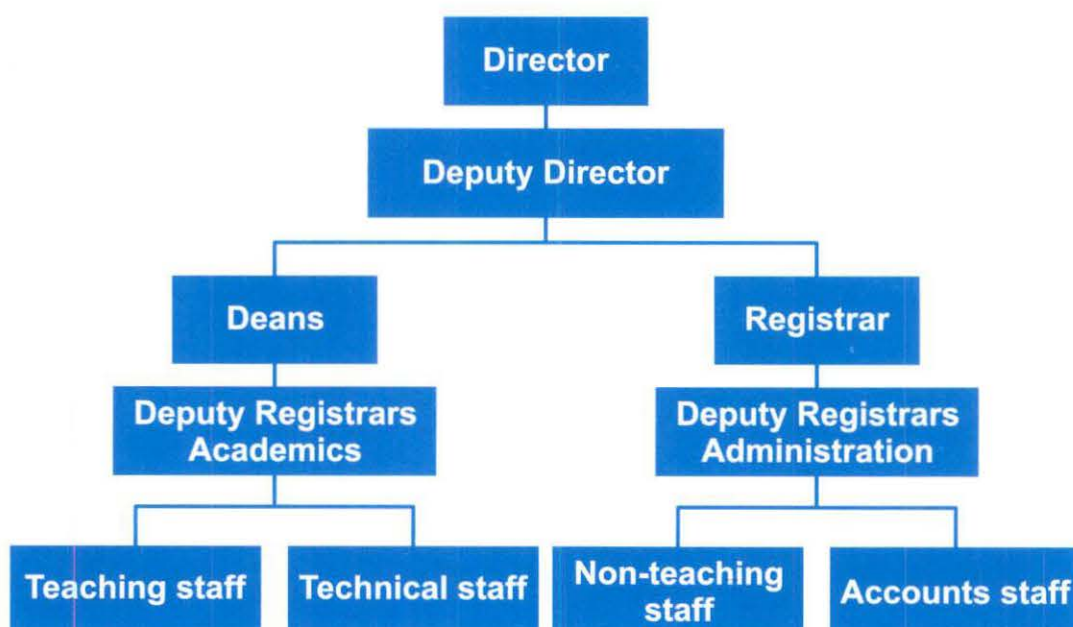 Director
Deputy Director
Deans
Registrar
Deputy Registrars
Academics
Deputy Registrars
Administration
Teaching staff
Technical staff
Non-teaching
staff
Accounts staff